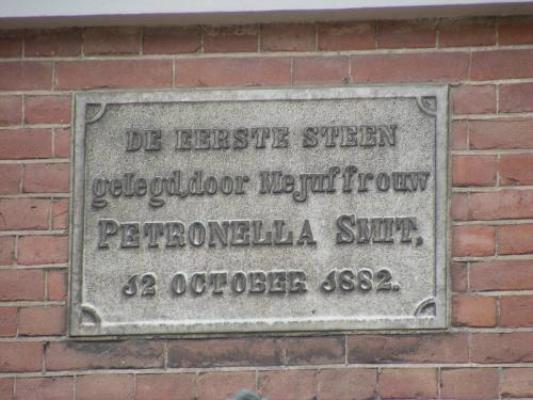 DE EERSTE STEEN
gelegd, door Mejuffrouw
PETRONELLA SMIT,
12 OCTOBER 1882.